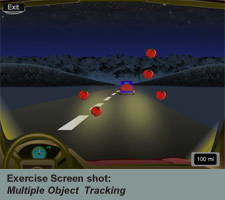 Exit
100 mi
Exercise Screen shot:
Multiple Object Tracking